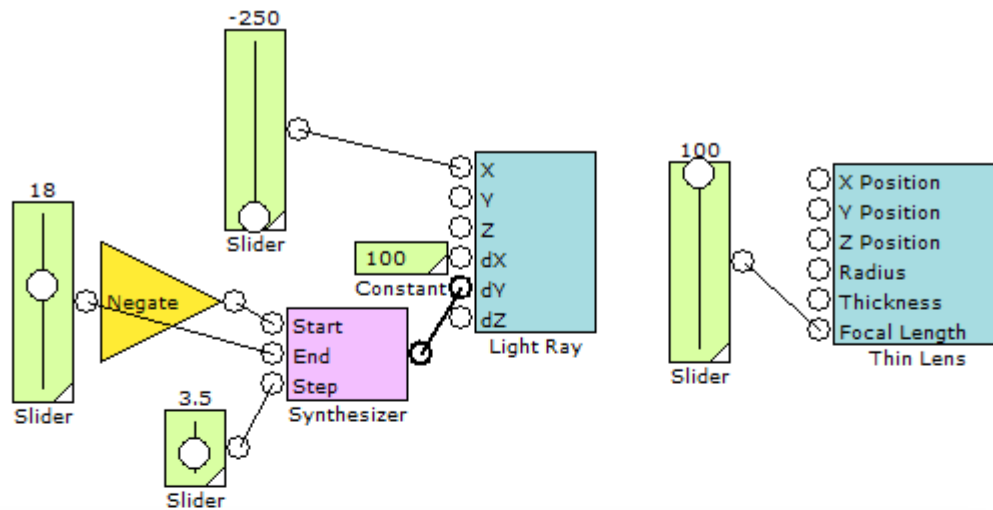 -250
Slider
18
Slider
Negate
3.5
Slider
Start
End
Step
Synthesizer
100
Constant
X
Y
Z
dX
dY
dZ
Light Ray
100
Slider
X Position
Y Position
Z Position
Radius
Thickness
Focal Length
Thin Lens